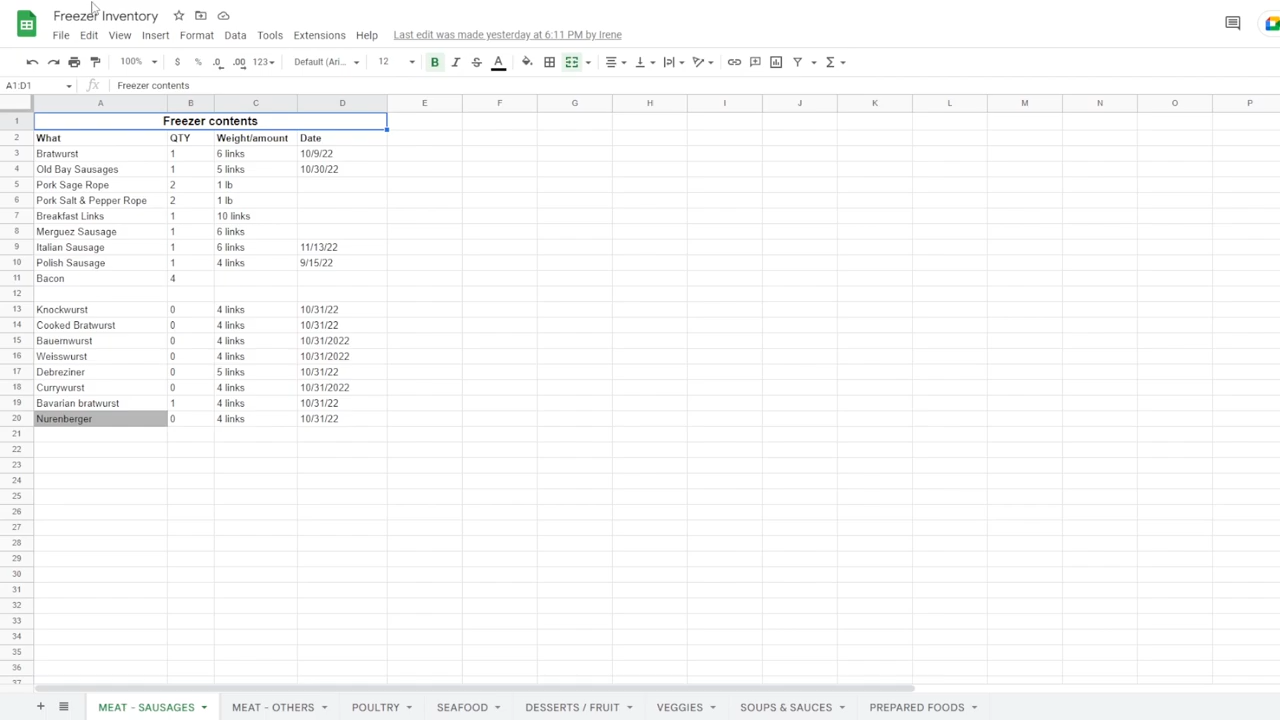 Freezer Inventory
File Edit View Insert Format Data Tools Extensions Help Last edit was made yesterday at 6:11 PM by Irene
100% $ % .0 .00 123 Default (Ari... 12 B I S A
A1:D1 fx Freezer contents
A B C D E F G H I J K L M N O P
1 Freezer contents
2 What QTY Weight/amount Date
3 Bratwurst 1 6 links 10/9/22
4 Old Bay Sausages 1 5 links 10/30/22
5 Pork Sage Rope 2 1 lb
6 Pork Salt & Pepper Rope 2 1 lb
7 Breakfast Links 1 10 links
8 Merguez Sausage 1 6 links
9 Italian Sausage 1 6 links 11/13/22
10 Polish Sausage 1 4 links 9/15/22
11 Bacon 4
12
13 Knockwurst 0 4 links 10/31/22
14 Cooked Bratwurst 0 4 links 10/31/22
15 Bauernwurst 0 4 links 10/31/2022
16 Weisswurst 0 4 links 10/31/2022
17 Debreziner 0 5 links 10/31/22
18 Currywurst 0 4 links 10/31/2022
19 Bavarian bratwurst 1 4 links 10/31/22
20 Nurenberger 0 4 links 10/31/22
21
22
23
24
25
26
27
28
29
30
31
32
33
34
35
36
37
+ MEAT - SAUSAGES MEAT - OTHERS POULTRY SEAFOOD DESSERTS / FRUIT VEGGIES SOUPS & SAUCES PREPARED FOODS